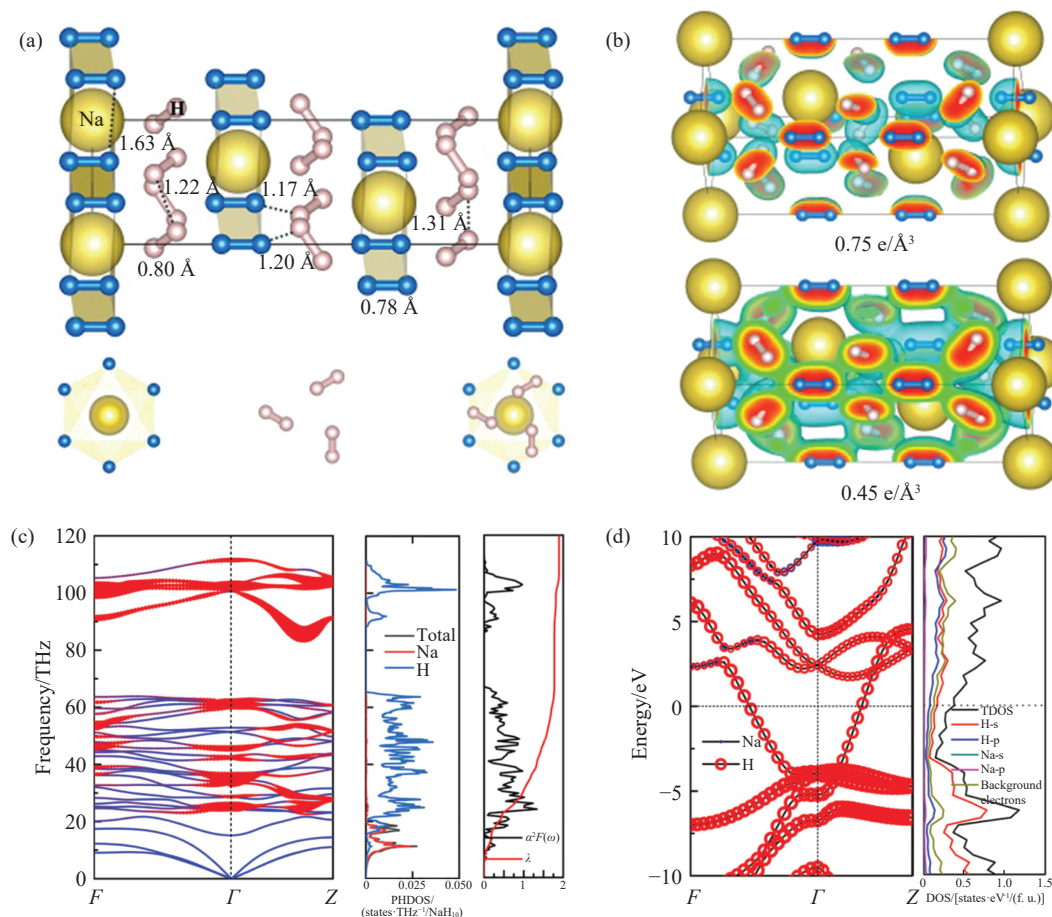 (a)
Na
H
1.63 Å
1.22 Å
1.17 Å
1.31 Å
0.80 Å
1.20 Å
0.78 Å
(b)
0.75 e/Å³
0.45 e/Å³
(c)
Frequency/THz
120
100
80
60
40
20
0
F
Γ
Z
Total
Na
H
0
0.025
0.050
PHDOS/
(states·THz⁻¹/NaH₁₀)
α²F(ω)
λ
0
1
2
(d)
Energy/eV
10
5
0
−5
−10
Na
H
F
Γ
Z
TDOS
H-s
H-p
Na-s
Na-p
Background
electrons
0
0.5
1.0
1.5
DOS/[states·eV⁻¹/(f. u.)]